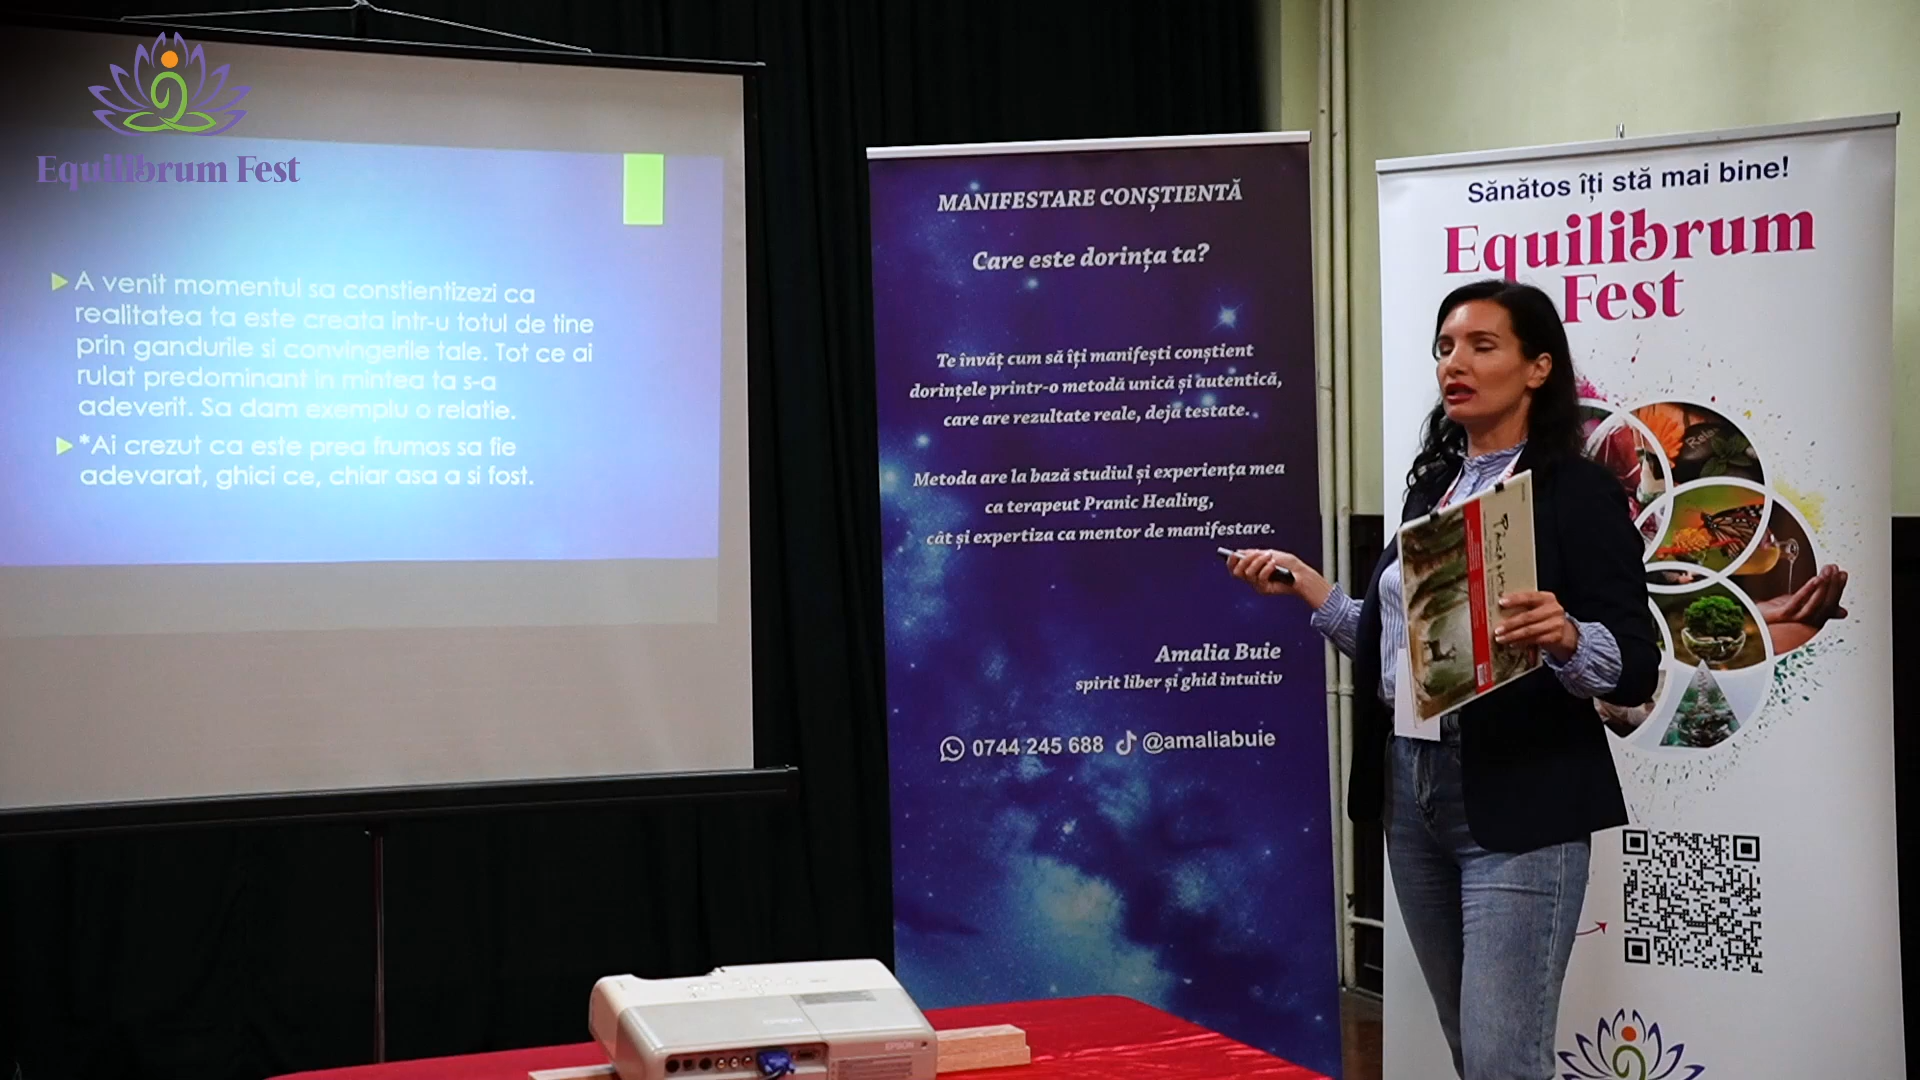 Equilibrum Fest
A venit momentul sa constientizezi ca
realitatea ta este creata intr-u totul de tine
prin gandurile si convingerile tale. Tot ce ai
rulat predominant in mintea ta s-a
adeverit. Sa dam exemplu o relatie.
*Ai crezut ca este prea frumos sa fie
adevarat, ghici ce, chiar asa a si fost.
MANIFESTARE CONȘTIENTĂ
Care este dorința ta?
Te învăț cum să îți manifești conștient
dorințele printr-o metodă unică și autentică,
care are rezultate reale, deja testate.
Metoda are la bază studiul și experiența mea
ca terapeut Pranic Healing,
cât și expertiza ca mentor de manifestare.
Amalia Buie
spirit liber și ghid intuitiv
0744 245 688 @amaliabuie
Sănătos îți stă mai bine!
Equilibrum
Fest
EPSON